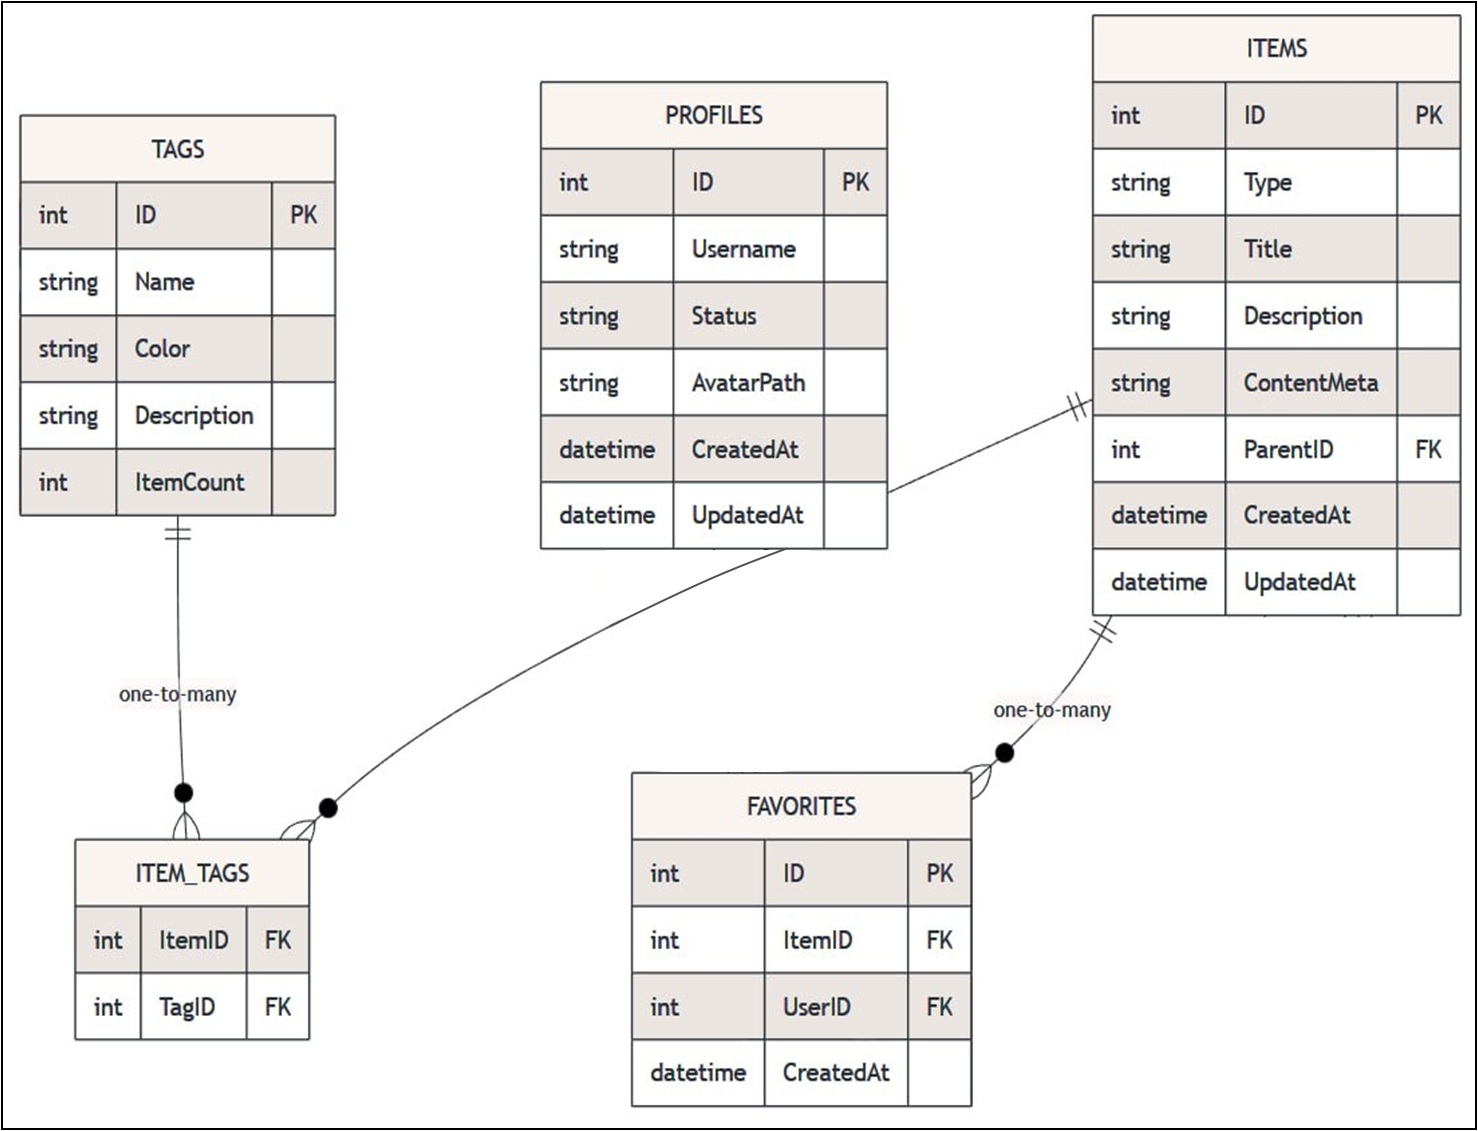 TAGS
int ID PK
string Name
string Color
string Description
int ItemCount
PROFILES
int ID PK
string Username
string Status
string AvatarPath
datetime CreatedAt
datetime UpdatedAt
ITEMS
int ID PK
string Type
string Title
string Description
string ContentMeta
int ParentID FK
datetime CreatedAt
datetime UpdatedAt
one-to-many
one-to-many
ITEM_TAGS
int ItemID FK
int TagID FK
FAVORITES
int ID PK
int ItemID FK
int UserID FK
datetime CreatedAt